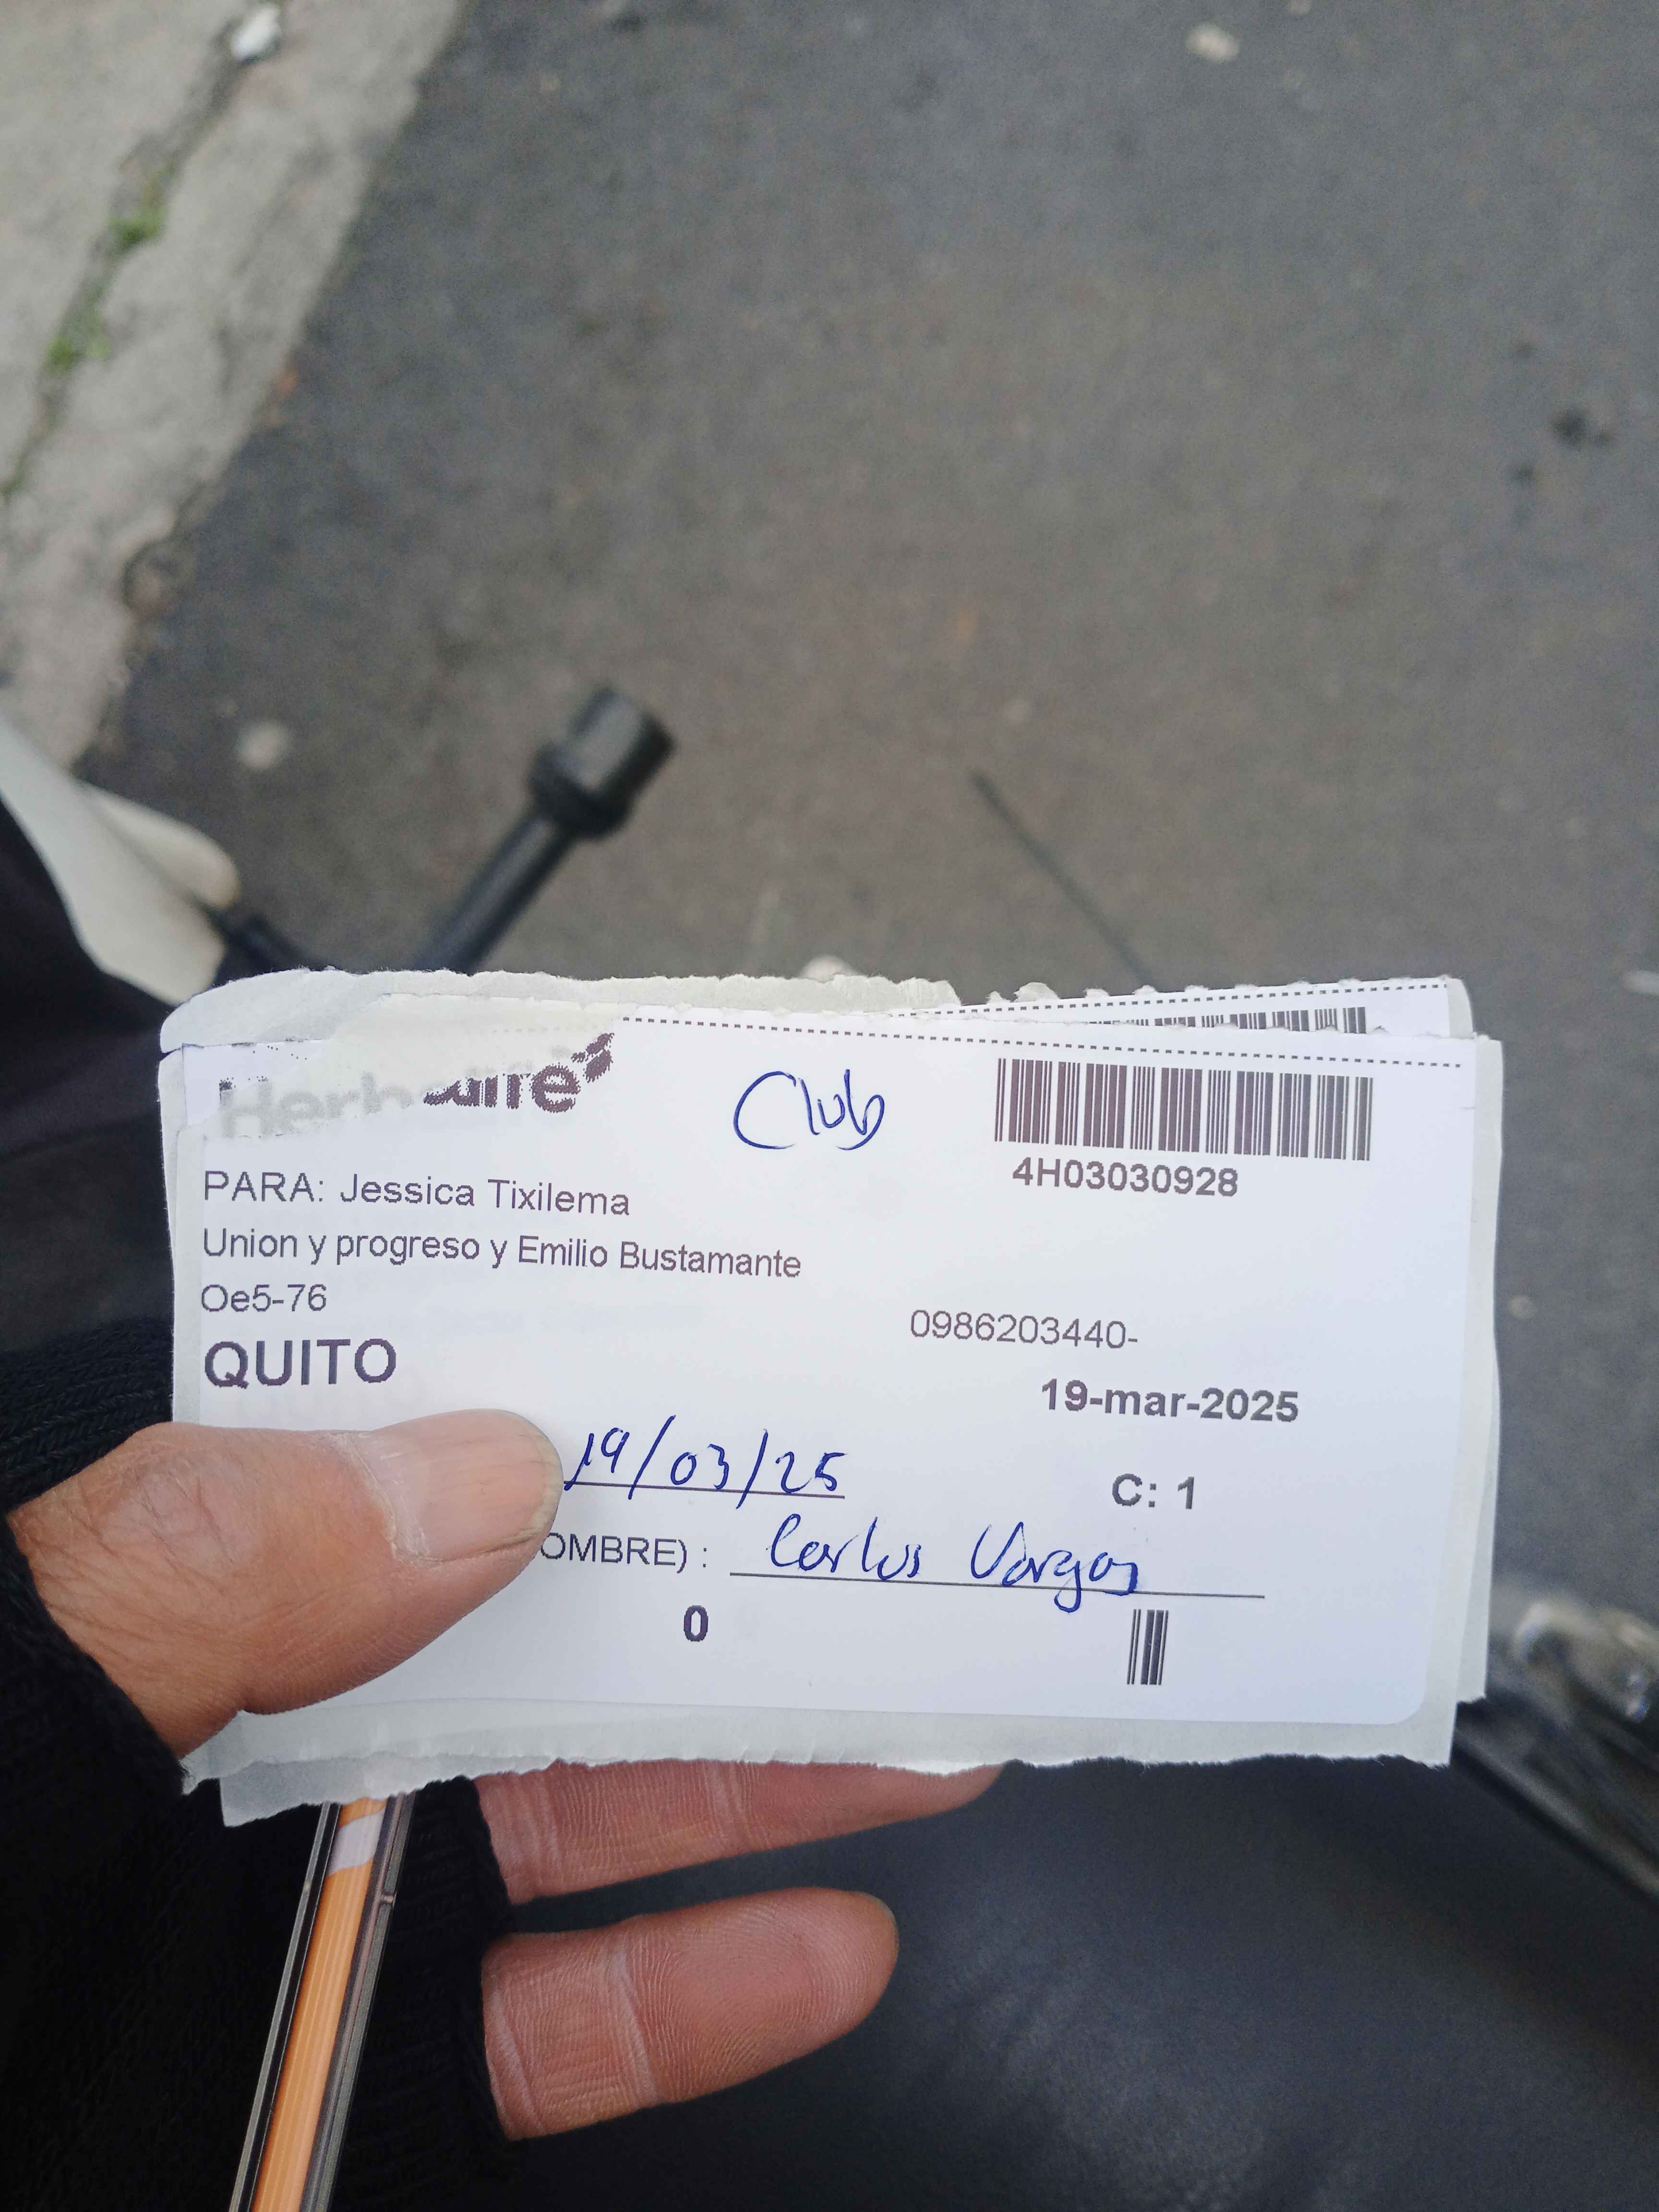 Herbalife
Club
4H03030928
PARA: Jessica Tixilema
Union y progreso y Emilio Bustamante
Oe5-76
0986203440-
QUITO
19-mar-2025
19/03/25
C: 1
OMBRE) : Carlos Vargas
0